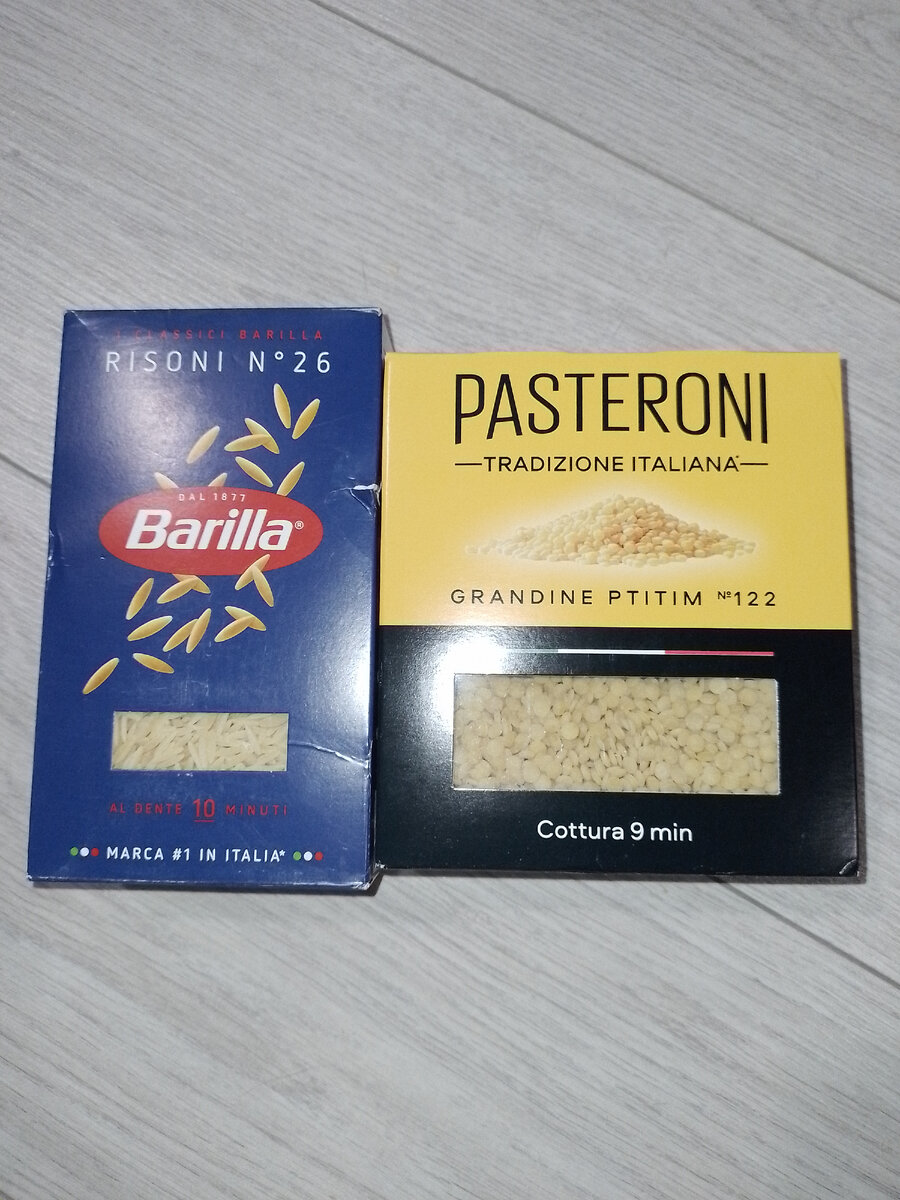 I CLASSICI BARILLA
RISONI N°26
DAL 1877
Barilla®
AL DENTE 10 MINUTI
MARCA #1 IN ITALIA*
PASTERONI
TRADIZIONE ITALIANA*
GRANDINE PTITIM №122
Cottura 9 min